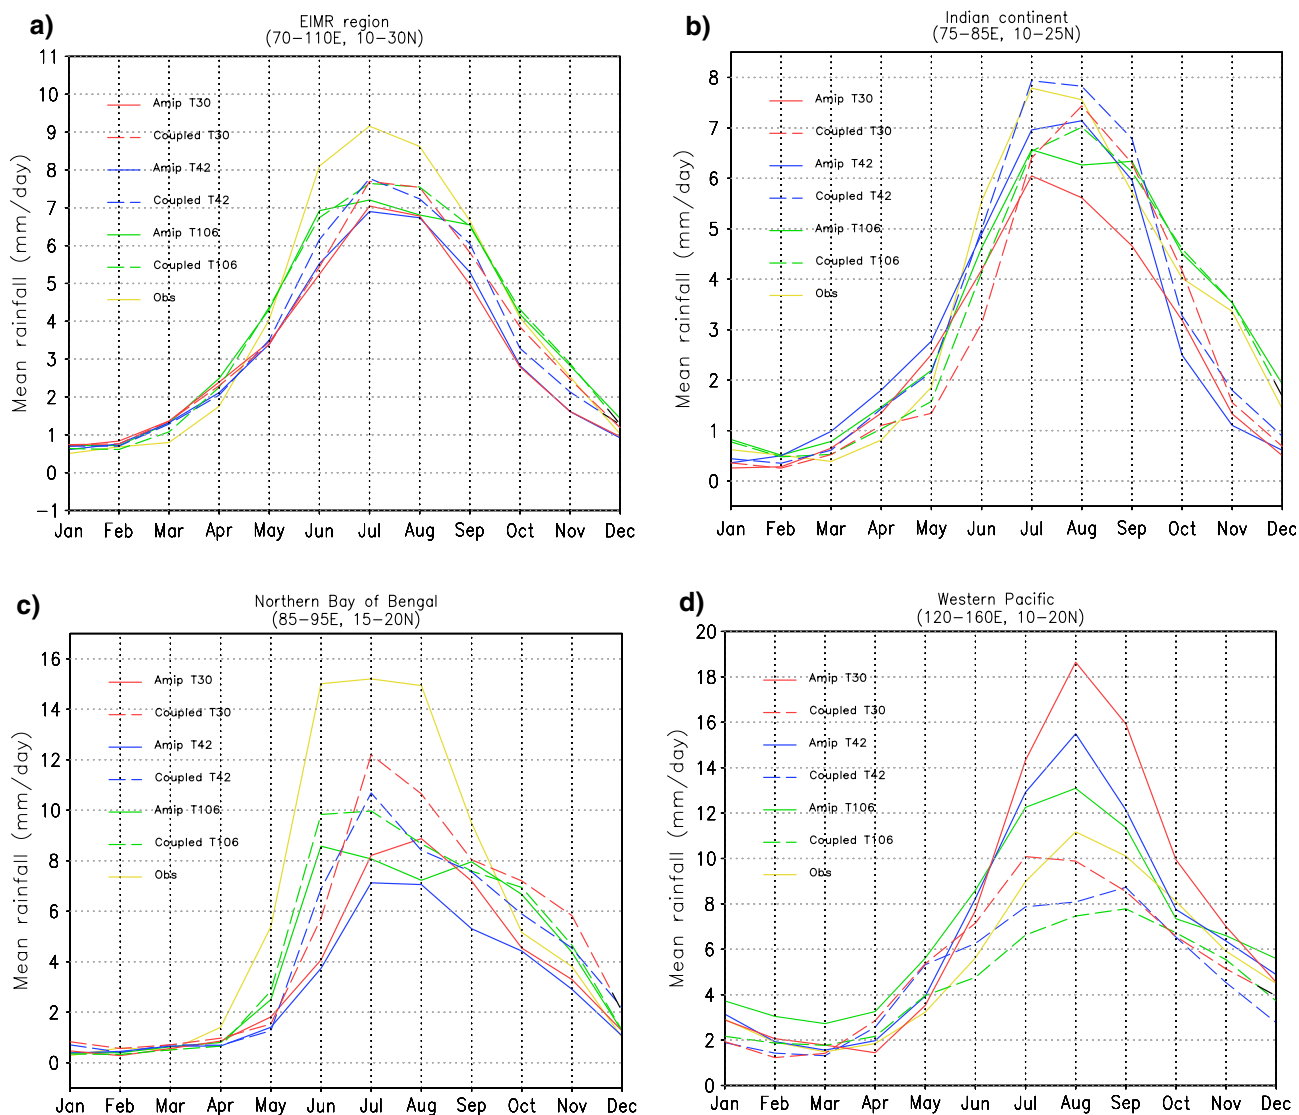 a)
EIMR region
(70-110E, 10-30N)
Mean rainfall (mm/day)
11
10
9
8
7
6
5
4
3
2
1
0
-1
Amip T30
Coupled T30
Amip T42
Coupled T42
Amip T106
Coupled T106
Obs
Jan Feb Mar Apr May Jun Jul Aug Sep Oct Nov Dec
b)
Indian continent
(75-85E, 10-25N)
Mean rainfall (mm/day)
8
7
6
5
4
3
2
1
0
Amip T30
Coupled T30
Amip T42
Coupled T42
Amip T106
Coupled T106
Obs
Jan Feb Mar Apr May Jun Jul Aug Sep Oct Nov Dec
c)
Northern Bay of Bengal
(85-95E, 15-20N)
Mean rainfall (mm/day)
16
14
12
10
8
6
4
2
0
Amip T30
Coupled T30
Amip T42
Coupled T42
Amip T106
Coupled T106
Obs
Jan Feb Mar Apr May Jun Jul Aug Sep Oct Nov Dec
d)
Western Pacific
(120-160E, 10-20N)
Mean rainfall (mm/day)
20
18
16
14
12
10
8
6
4
2
0
Amip T30
Coupled T30
Amip T42
Coupled T42
Amip T106
Coupled T106
Obs
Jan Feb Mar Apr May Jun Jul Aug Sep Oct Nov Dec